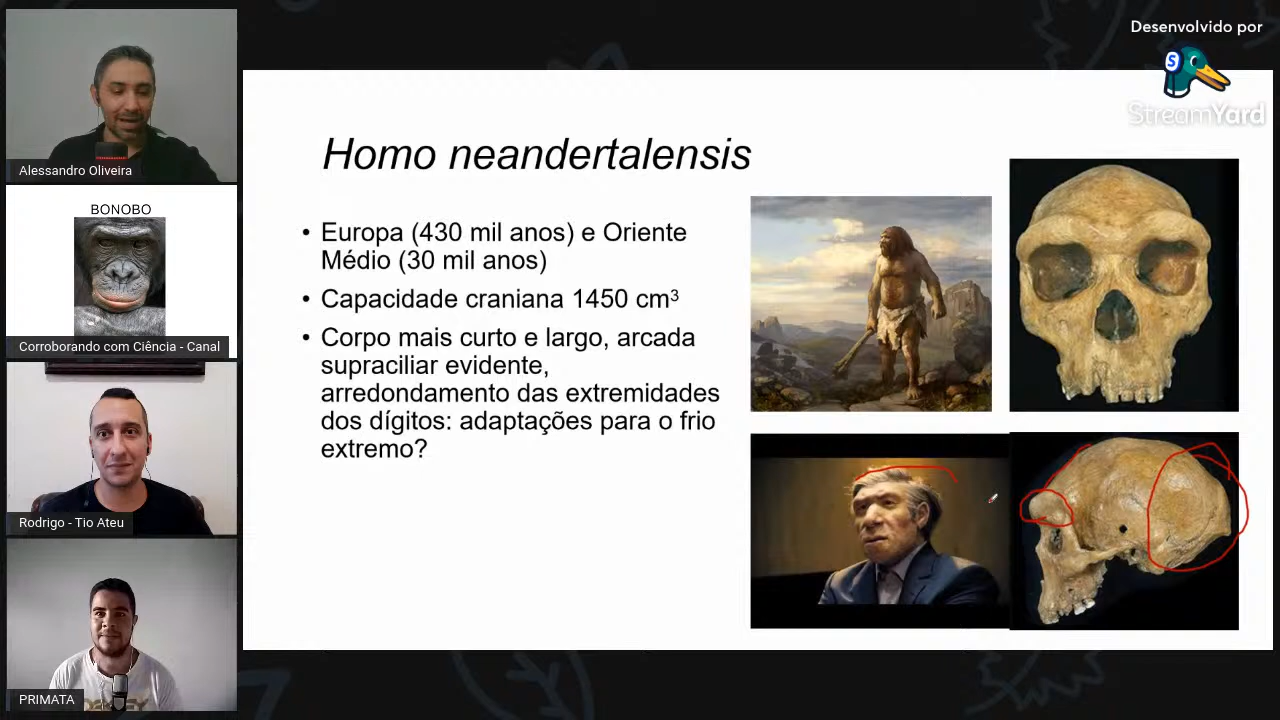 Desenvolvido por
StreamYard
Alessandro Oliveira
BONOBO
Corroborando com Ciência - Canal
Rodrigo - Tio Ateu
PRIMATA
Homo neandertalensis
• Europa (430 mil anos) e Oriente
Médio (30 mil anos)
• Capacidade craniana 1450 cm³
• Corpo mais curto e largo, arcada
supraciliar evidente,
arredondamento das extremidades
dos dígitos: adaptações para o frio
extremo?